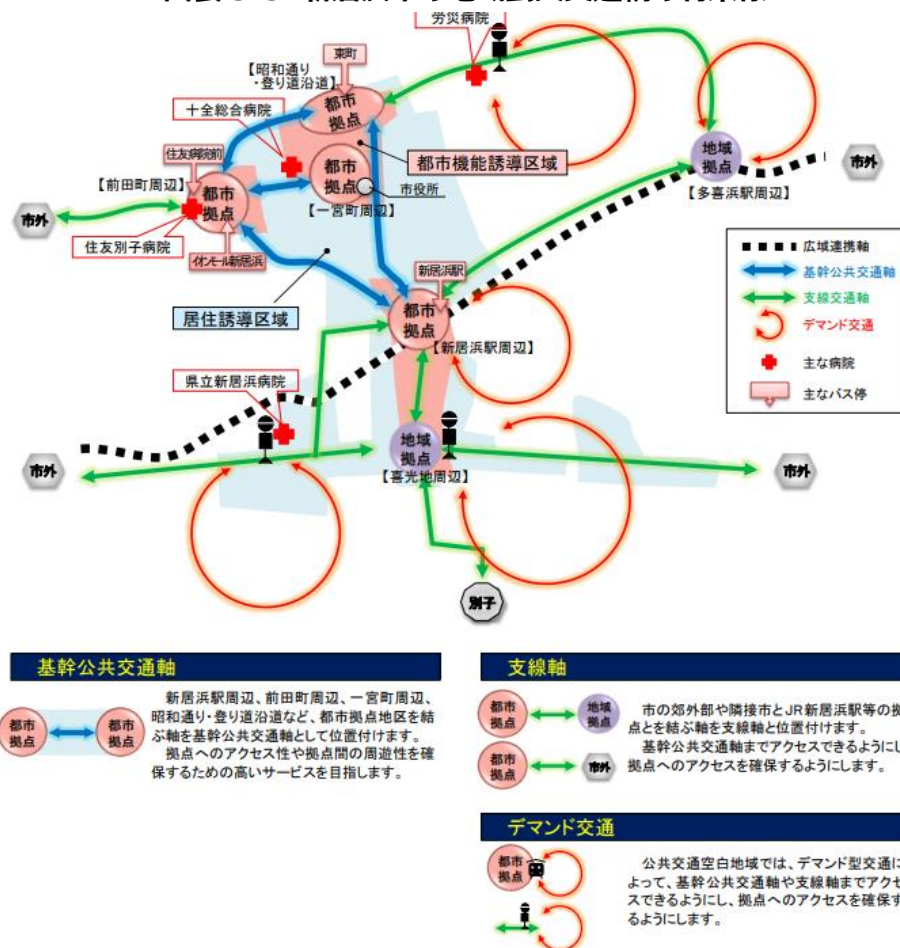 労災病院
東町
【昭和通り
・登り道沿道】
都市
拠点
十全総合病院
住友病院前
都市機能誘導区域
地域
拠点
市外
【多喜浜駅周辺】
都市
拠点
市役所
【一宮町周辺】
【前田町周辺】
都市
拠点
市外
住友別子病院
イオンモール新居浜
広域連携軸
基幹公共交通軸
支線交通軸
デマンド交通
主な病院
主なバス停
新居浜駅
居住誘導区域
都市
拠点
【新居浜駅周辺】
県立新居浜病院
地域
拠点
【喜光地周辺】
市外
市外
別子
基幹公共交通軸
都市
拠点
都市
拠点
新居浜駅周辺、前田町周辺、一宮町周辺、
昭和通り・登り道沿道など、都市拠点地区を結
ぶ軸を基幹公共交通軸として位置付けます。
拠点へのアクセス性や拠点間の周遊性を確
保するための高いサービスを目指します。
支線軸
都市
拠点
地域
拠点
都市
拠点
市外
市の郊外部や隣接市とJR新居浜駅等の拠
点とを結ぶ軸を支線軸と位置付けます。
基幹公共交通軸までアクセスできるようにし
拠点へのアクセスを確保するようにします。
デマンド交通
都市
拠点
公共交通空白地域では、デマンド型交通に
よって、基幹公共交通軸や支線軸までアクセ
スできるようにし、拠点へのアクセスを確保す
るようにします。